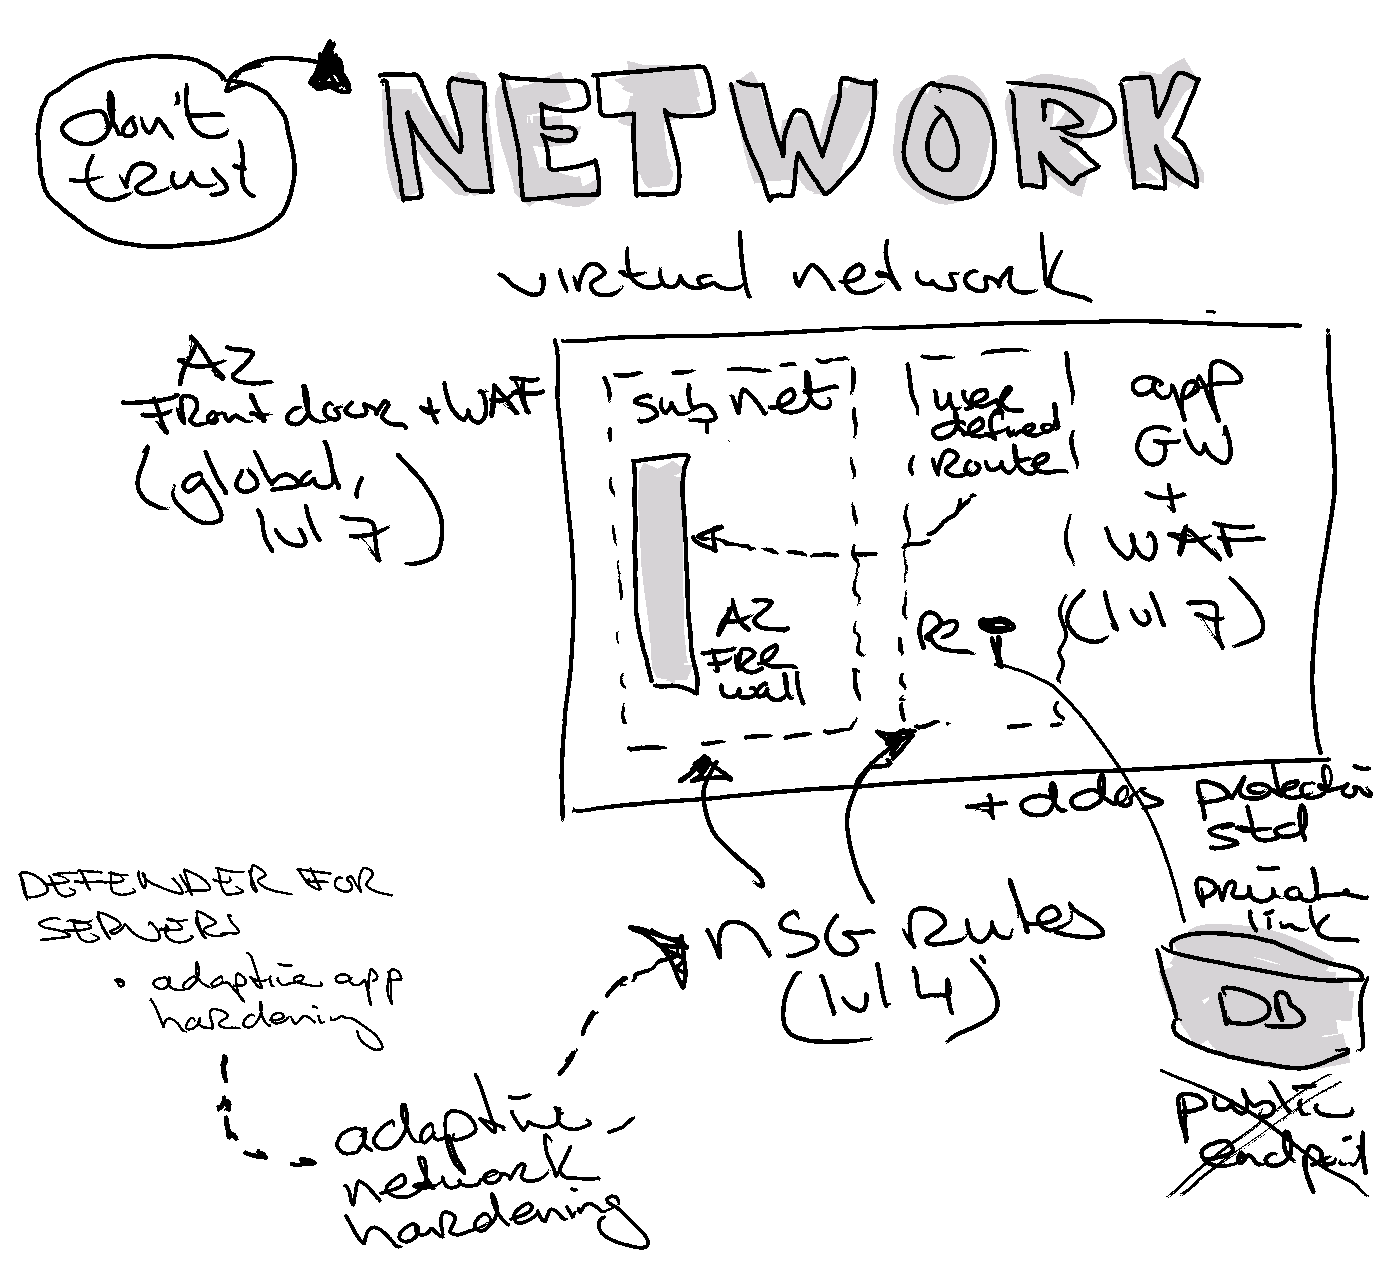 don't
trust
NETWORK
virtual network
AZ
Front door + WAF
(global,
lvl 7)
subnet
AZ
FIRE
wall
user
defined
Route
app
GW
+
WAF
(lvl 7)
+ ddos protection
std
private
link
DB
public
endpoint
NSG Rules
(lvl 4)
DEFENDER FOR
SERVERS
• adaptive app
hardening
adaptive
network
hardening